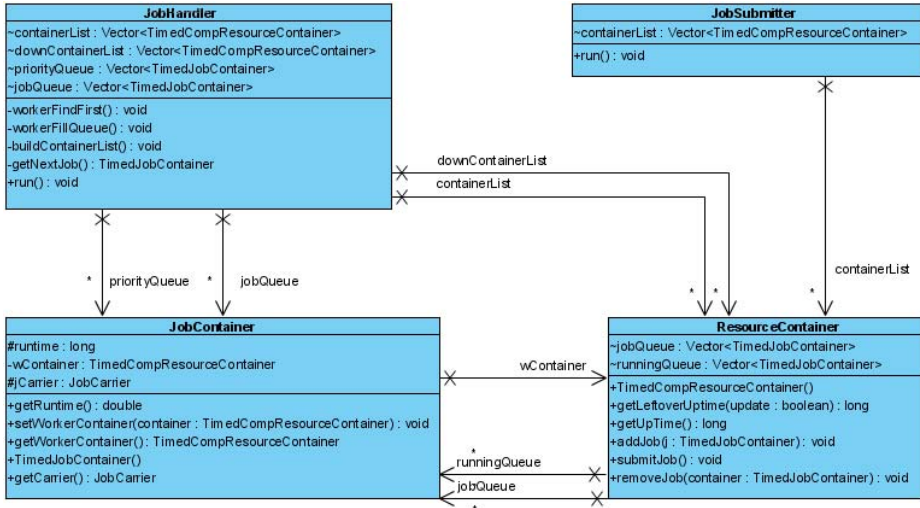 JobHandler
~containerList : Vector<TimedCompResourceContainer>
~downContainerList : Vector<TimedCompResourceContainer>
~priorityQueue : Vector<TimedJobContainer>
~jobQueue : Vector<TimedJobContainer>
-workerFindFirst() : void
-workerFillQueue() : void
-buildContainerList() : void
-getNextJob() : TimedJobContainer
+run() : void
JobSubmitter
~containerList : Vector<TimedCompResourceContainer>
+run() : void
downContainerList
containerList
* priorityQueue
* jobQueue
* *
containerList
*
JobContainer
#runtime : long
-wContainer : TimedCompResourceContainer
#jCarrier : JobCarrier
+getRuntime() : double
+setWorkerContainer(container : TimedCompResourceContainer) : void
+getWorkerContainer() : TimedCompResourceContainer
+TimedJobContainer()
+getCarrier() : JobCarrier
wContainer
*
runningQueue
jobQueue
*
ResourceContainer
~jobQueue : Vector<TimedJobContainer>
~runningQueue : Vector<TimedJobContainer>
+TimedCompResourceContainer()
+getLeftoverUptime(update : boolean) : long
+getUpTime() : long
+addJob(j : TimedJobContainer) : void
+submitJob() : void
+removeJob(container : TimedJobContainer) : void